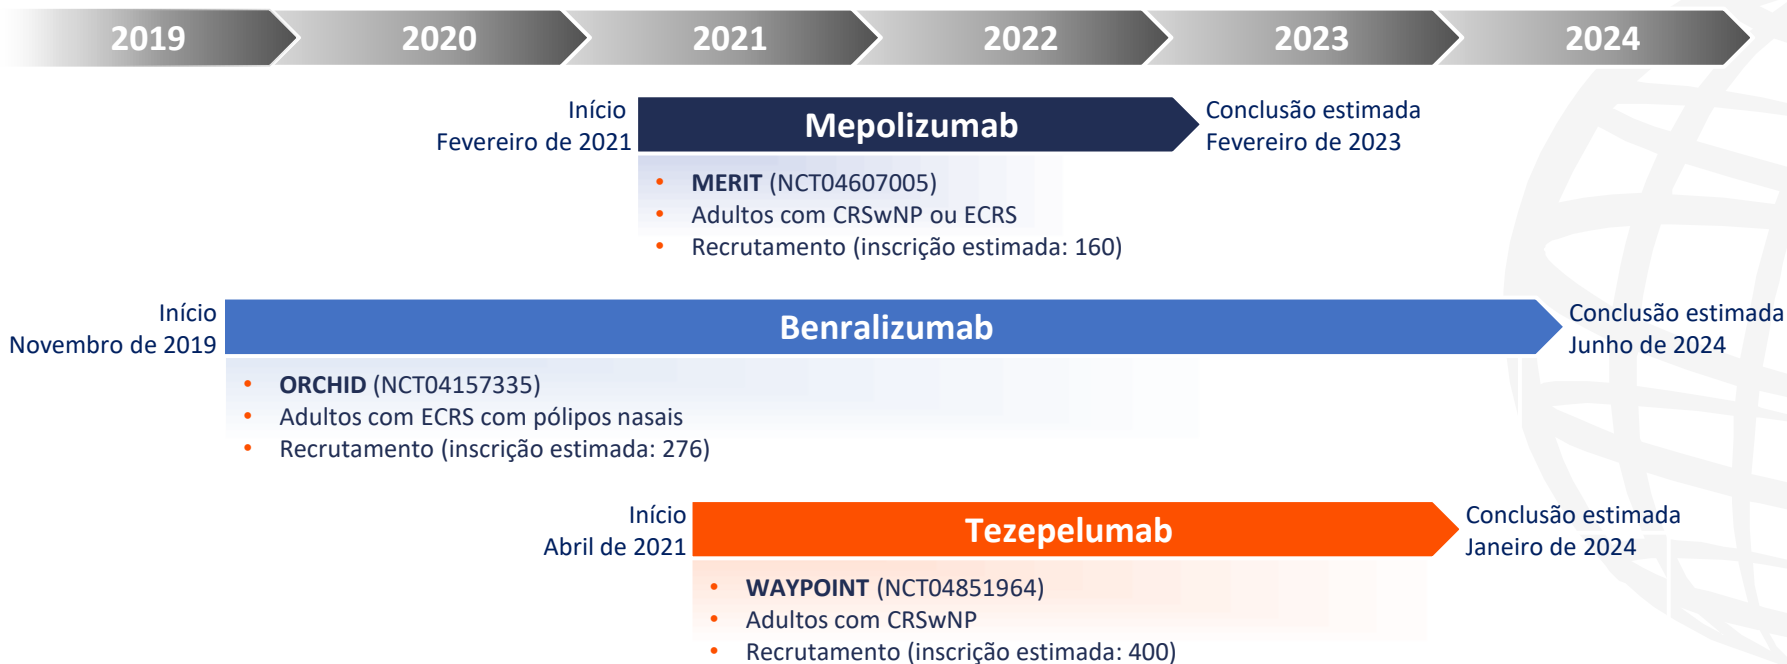 2019 2020 2021 2022 2023 2024
Início
Fevereiro de 2021
Mepolizumab
Conclusão estimada
Fevereiro de 2023
• MERIT (NCT04607005)
• Adultos com CRSwNP ou ECRS
• Recrutamento (inscrição estimada: 160)
Início
Novembro de 2019
Benralizumab
Conclusão estimada
Junho de 2024
• ORCHID (NCT04157335)
• Adultos com ECRS com pólipos nasais
• Recrutamento (inscrição estimada: 276)
Início
Abril de 2021
Tezepelumab
Conclusão estimada
Janeiro de 2024
• WAYPOINT (NCT04851964)
• Adultos com CRSwNP
• Recrutamento (inscrição estimada: 400)